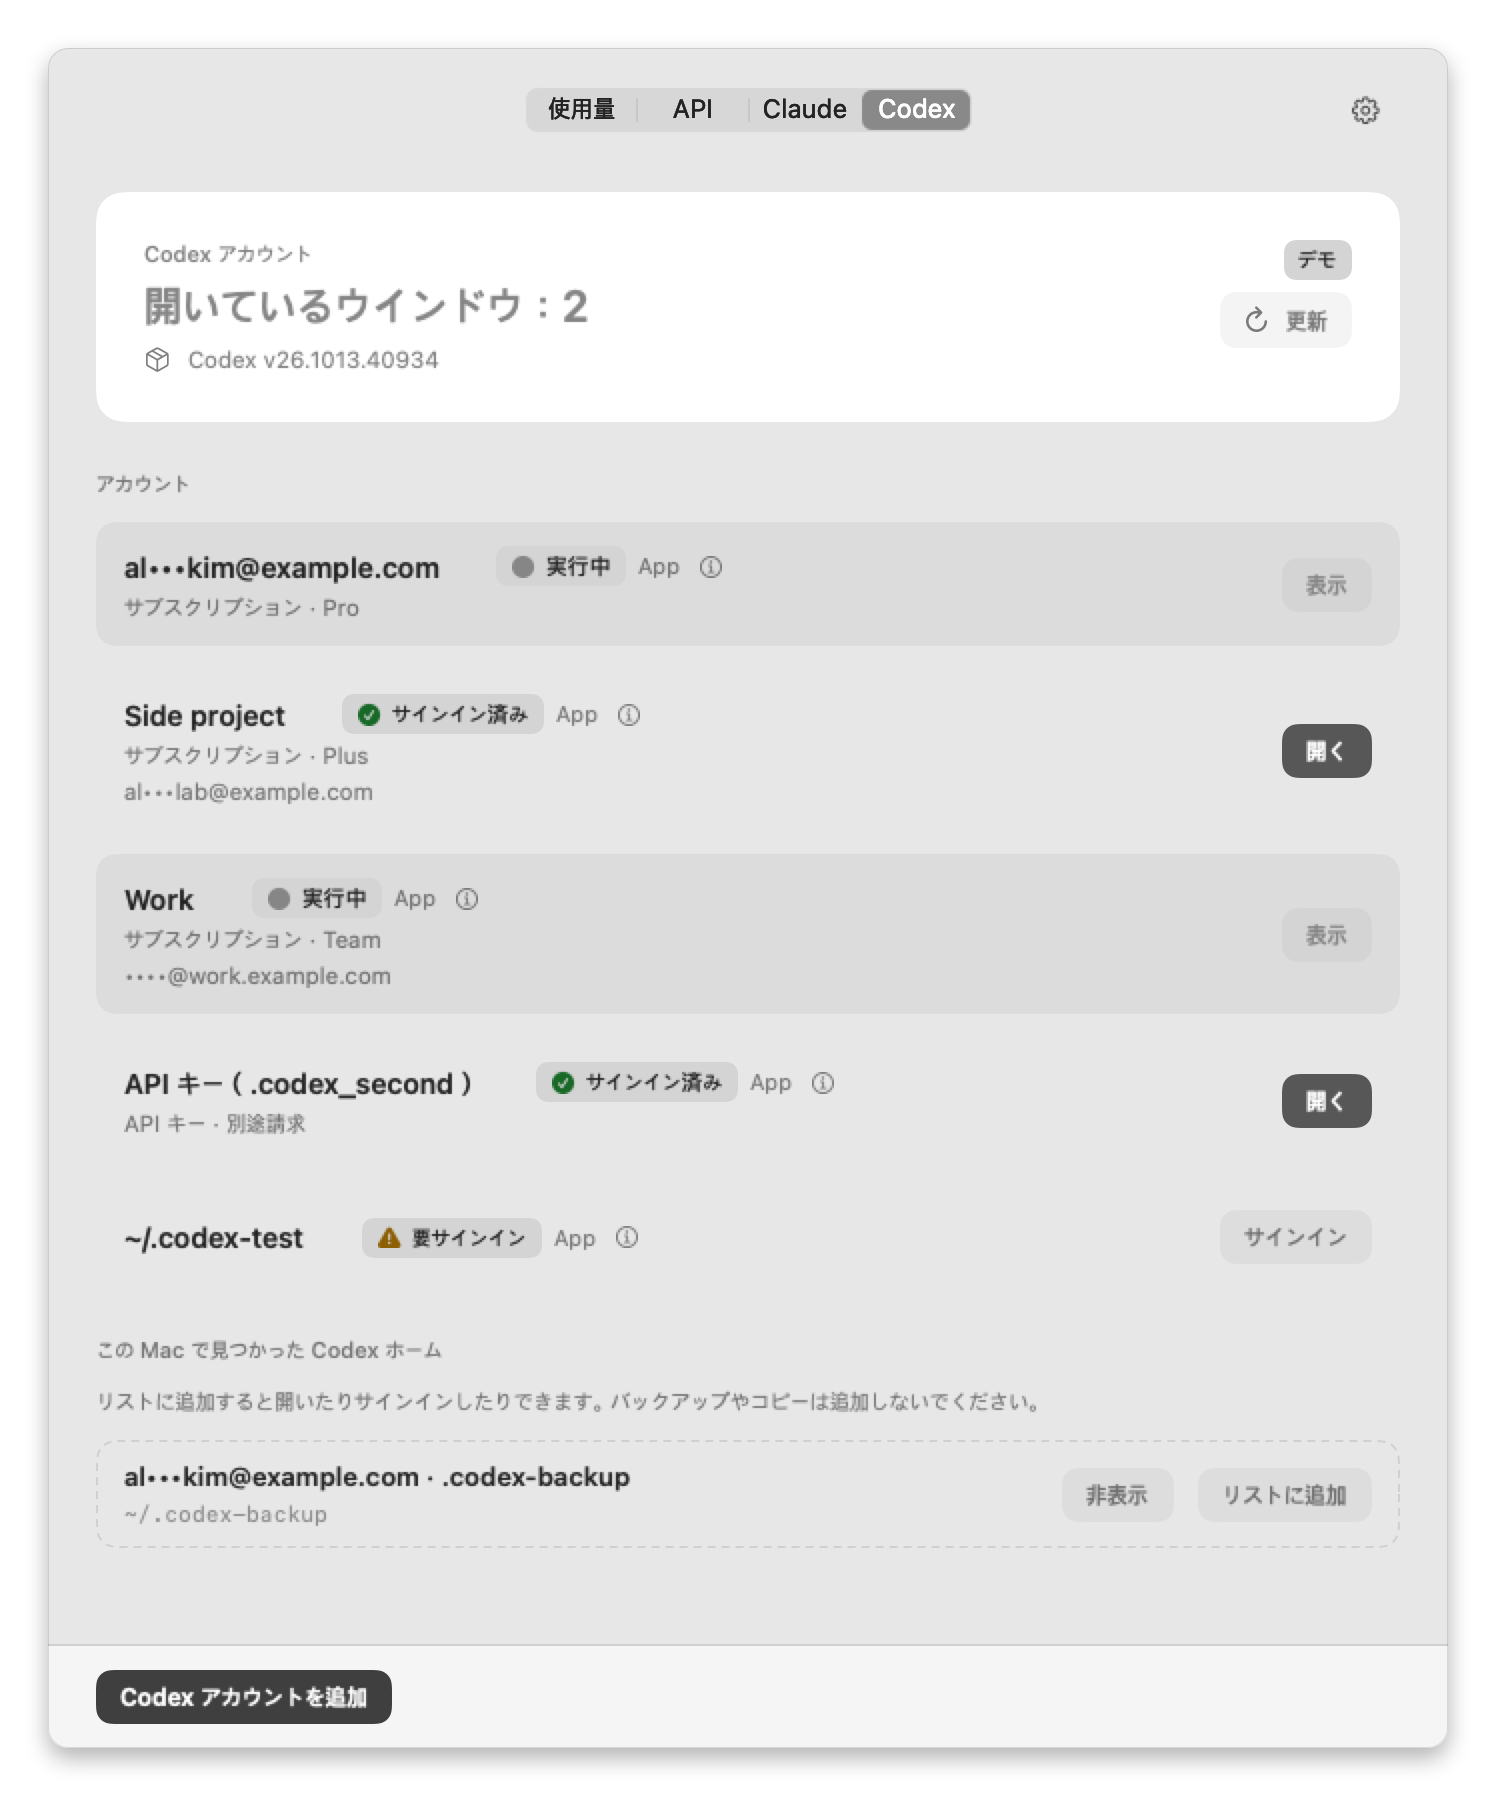 使用量 API Claude Codex
Codex アカウント
デモ
開いているウインドウ：2
更新
Codex v26.1013.40934
アカウント
al•••kim@example.com 実行中 App
サブスクリプション · Pro
表示
Side project サインイン済み App
サブスクリプション · Plus
al•••lab@example.com
開く
Work 実行中 App
サブスクリプション · Team
••••@work.example.com
表示
API キー（.codex_second） サインイン済み App
API キー · 別途請求
開く
~/.codex-test 要サインイン App
サインイン
この Mac で見つかった Codex ホーム
リストに追加すると開いたりサインインしたりできます。バックアップやコピーは追加しないでください。
al•••kim@example.com · .codex-backup
~/.codex-backup
非表示 リストに追加
Codex アカウントを追加